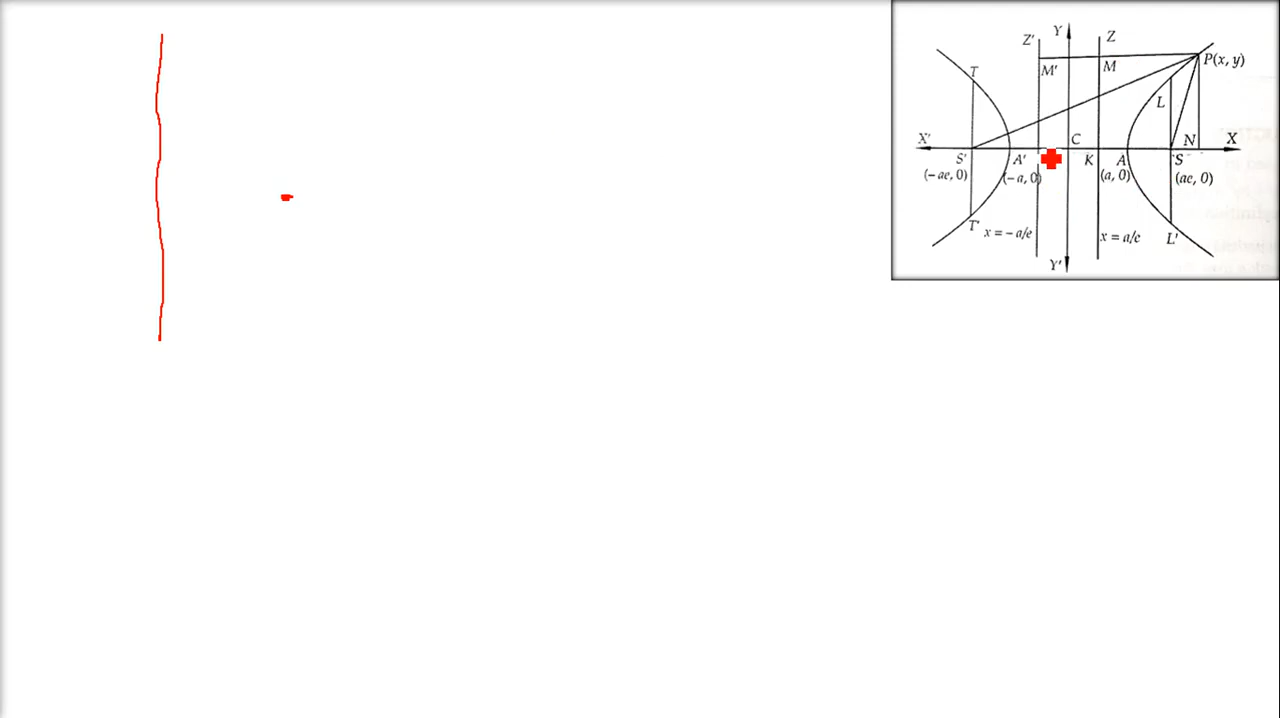 Y
Z' Z
M' M P(x, y)
T
L
X' C N X
S' A' K A S
(– ae, 0) (– a, 0) (a, 0) (ae, 0)
T' x = – a/e x = a/e L'
Y'